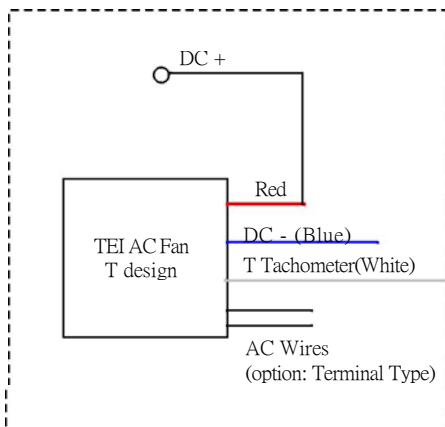 DC +
Red
TEI AC Fan
T design
DC - (Blue)
T Tachometer(White)
AC Wires
(option: Terminal Type)